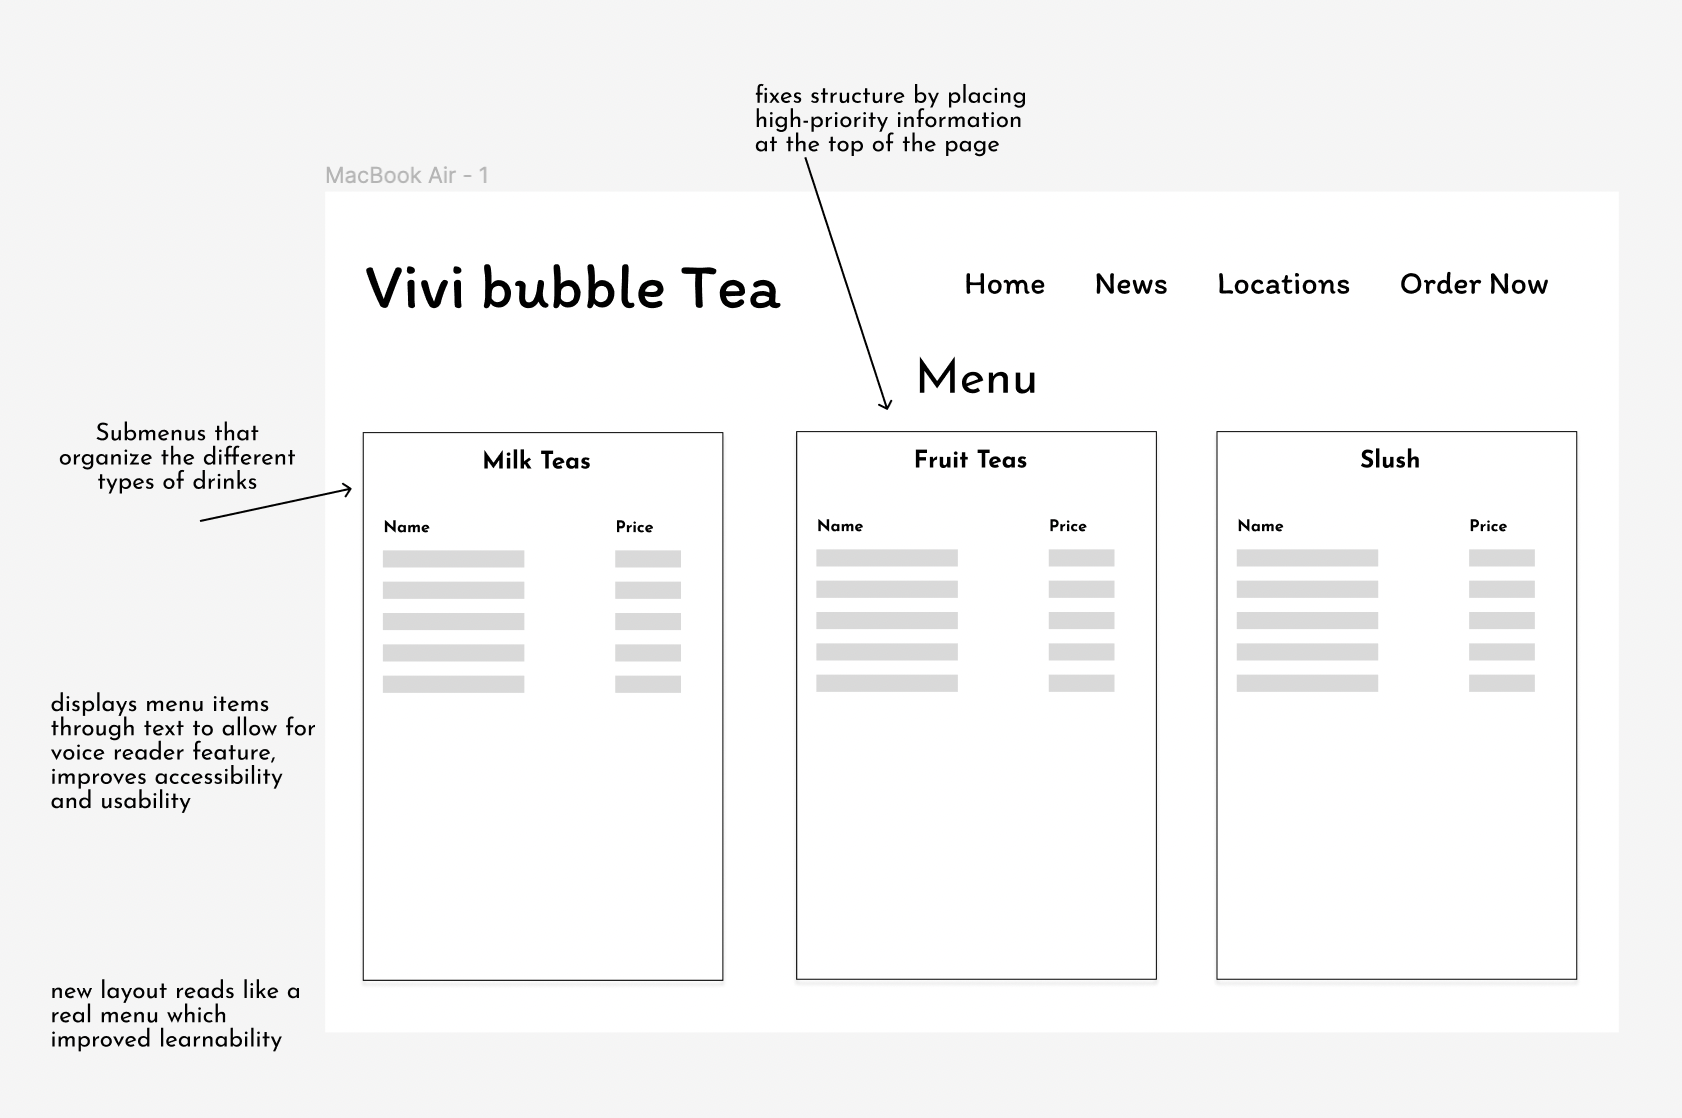 fixes structure by placing
high-priority information
at the top of the page
MacBook Air - 1
Vivi bubble Tea
Home News Locations Order Now
Menu
Submenus that
organize the different
types of drinks
Milk Teas
Name Price
Fruit Teas
Name Price
Slush
Name Price
displays menu items
through text to allow for
voice reader feature,
improves accessibility
and usability
new layout reads like a
real menu which
improved learnability